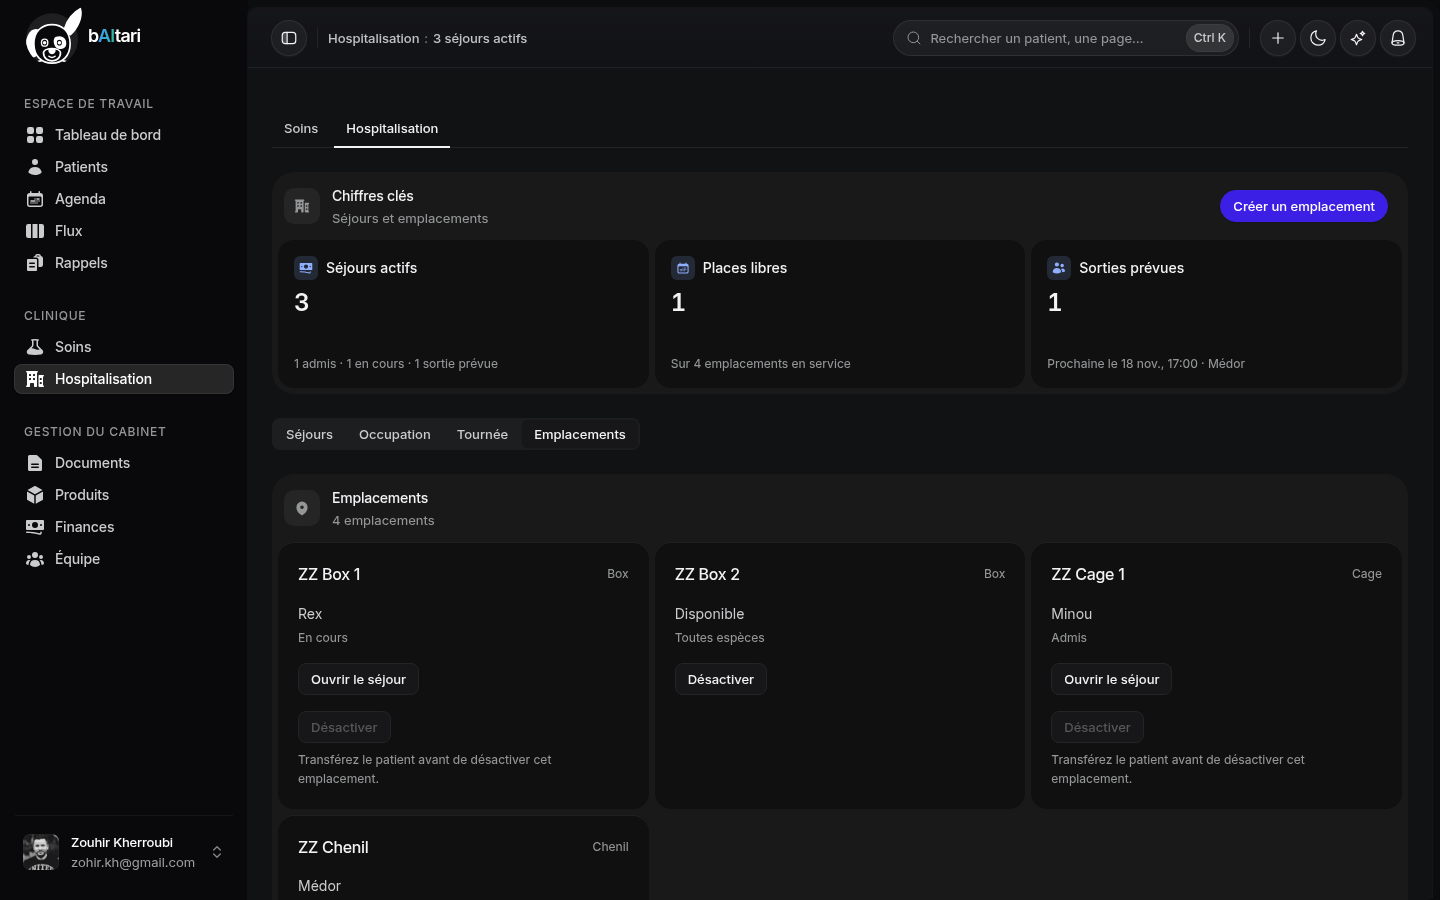 bAItari
Hospitalisation : 3 séjours actifs
Rechercher un patient, une page...
Ctrl K
ESPACE DE TRAVAIL
Tableau de bord
Patients
Agenda
Flux
Rappels
CLINIQUE
Soins
Hospitalisation
GESTION DU CABINET
Documents
Produits
Finances
Équipe
Zouhir Kherroubi
zohir.kh@gmail.com
Soins
Hospitalisation
Chiffres clés
Séjours et emplacements
Créer un emplacement
Séjours actifs
3
1 admis · 1 en cours · 1 sortie prévue
Places libres
1
Sur 4 emplacements en service
Sorties prévues
1
Prochaine le 18 nov., 17:00 · Médor
Séjours
Occupation
Tournée
Emplacements
Emplacements
4 emplacements
ZZ Box 1
Box
Rex
En cours
Ouvrir le séjour
Désactiver
Transférez le patient avant de désactiver cet
emplacement.
ZZ Box 2
Box
Disponible
Toutes espèces
Désactiver
ZZ Cage 1
Cage
Minou
Admis
Ouvrir le séjour
Désactiver
Transférez le patient avant de désactiver cet
emplacement.
ZZ Chenil
Chenil
Médor